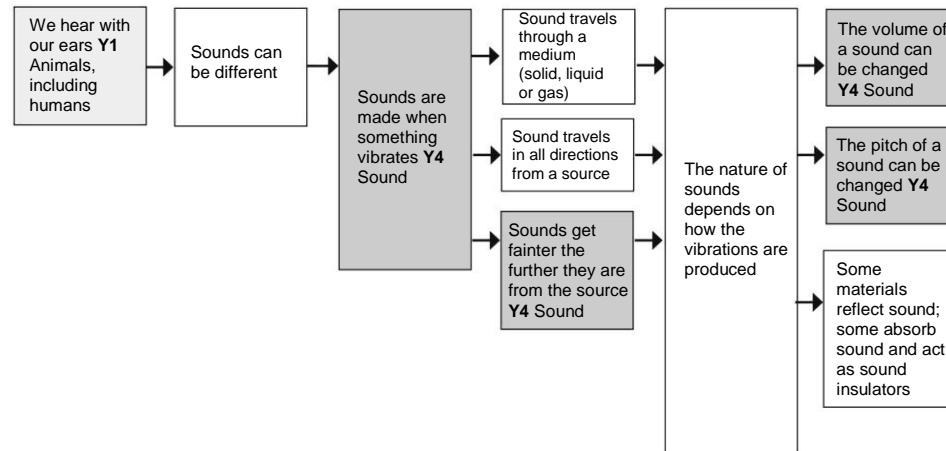 We hear with
our ears Y1
Animals,
including
humans
Sounds can
be different
Sounds are
made when
something
vibrates Y4
Sound
Sound travels
through a
medium
(solid, liquid
or gas)
Sound travels
in all directions
from a source
Sounds get
fainter the
further they are
from the source
Y4 Sound
The nature of
sounds
depends on
how the
vibrations are
produced
The volume of
a sound can
be changed
Y4 Sound
The pitch of a
sound can be
changed Y4
Sound
Some
materials
reflect sound;
some absorb
sound and act
as sound
insulators